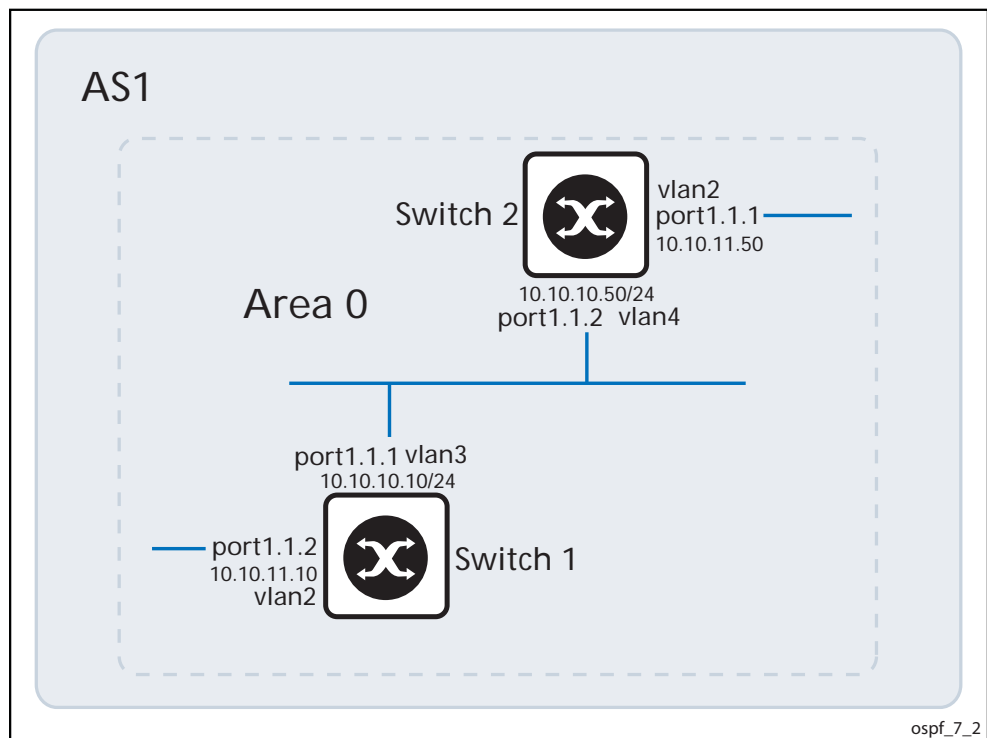 AS1
Switch 2
vlan2
port1.1.1
10.10.11.50
10.10.10.50/24
port1.1.2 vlan4
Area 0
port1.1.1 vlan3
10.10.10.10/24
port1.1.2
10.10.11.10
vlan2
Switch 1
ospf_7_2